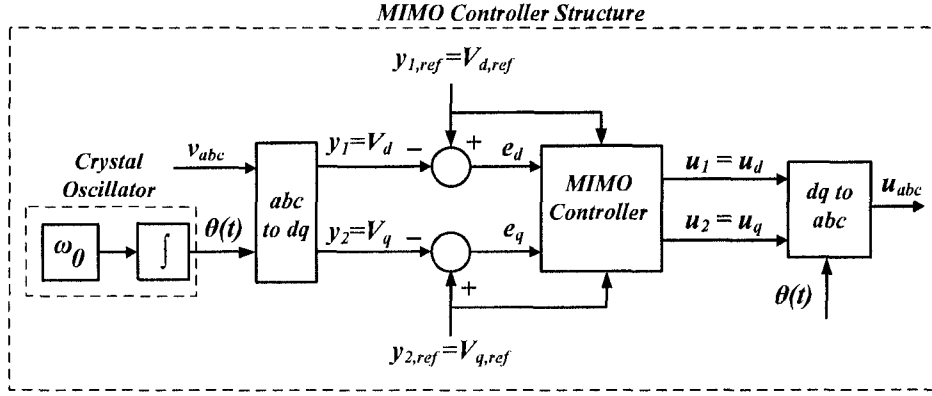 MIMO Controller Structure
y1,ref=Vd,ref
Crystal
Oscillator
vabc
y1=Vd
−
+
ed
abc
to dq
MIMO
Controller
u1 = ud
dq to
abc
uabc
ω0
∫
θ(t)
y2=Vq
−
eq
u2 = uq
+
θ(t)
y2,ref=Vq,ref